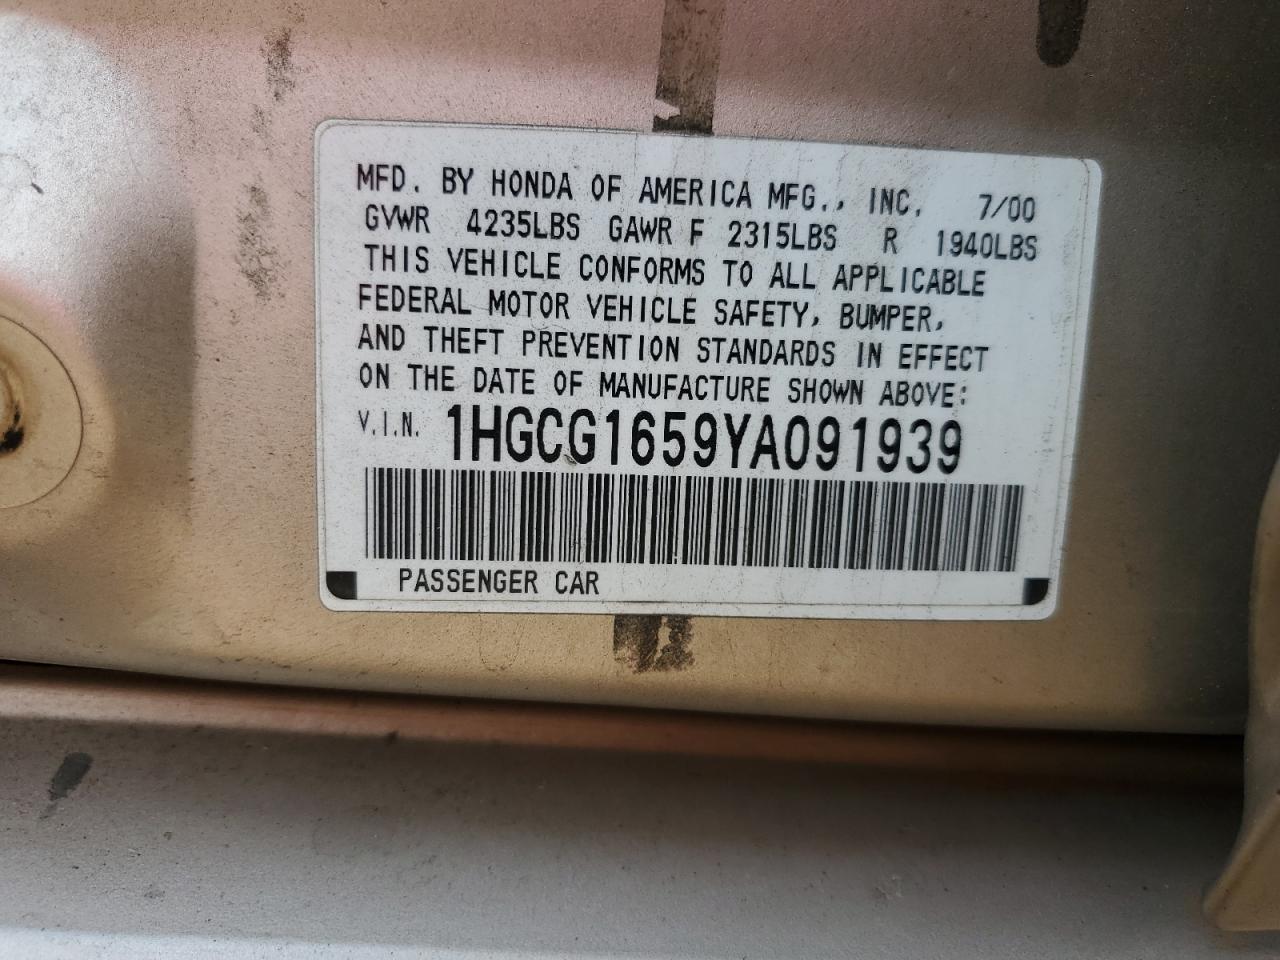 MFD. BY HONDA OF AMERICA MFG., INC. 7/00
GVWR 4235LBS GAWR F 2315LBS R 1940LBS
THIS VEHICLE CONFORMS TO ALL APPLICABLE
FEDERAL MOTOR VEHICLE SAFETY, BUMPER,
AND THEFT PREVENTION STANDARDS IN EFFECT
ON THE DATE OF MANUFACTURE SHOWN ABOVE:
V.I.N. 1HGCG1659YA091939
PASSENGER CAR